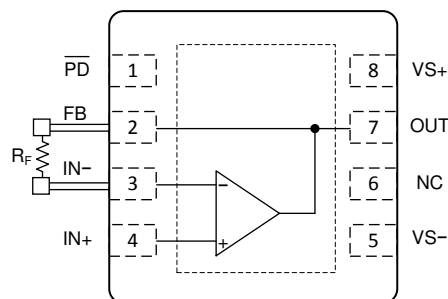 PD 1 8 VS+
FB 2 7 OUT
RF
IN− 3 − 6 NC
IN+ 4 + 5 VS−